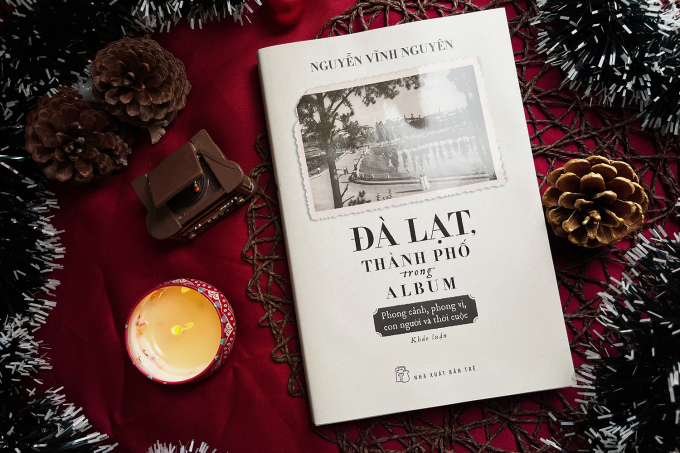 NGUYỄN VĨNH NGUYÊN
ĐÀ LẠT,
THÀNH PHỐ
trong
ALBUM
Phong cảnh, phong vị,
con người và thời cuộc
Khảo luận
NHÀ XUẤT BẢN TRẺ